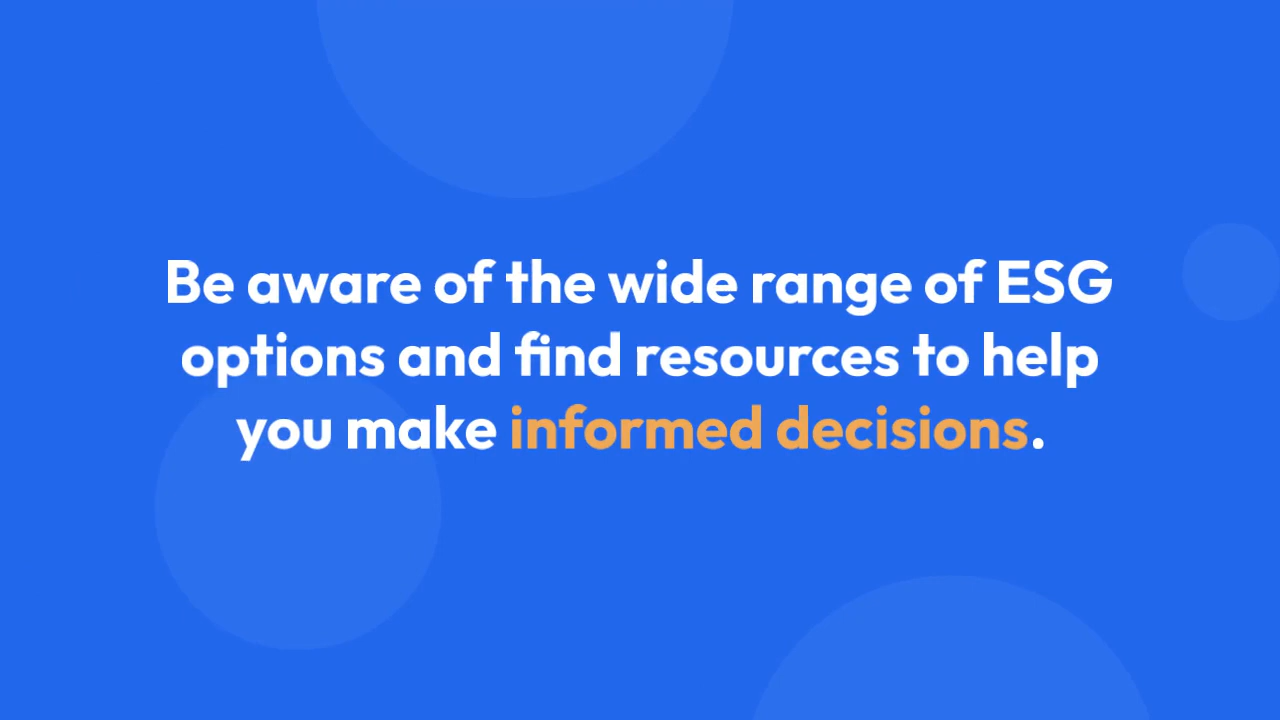 Be aware of the wide range of ESG
options and find resources to help
you make informed decisions.